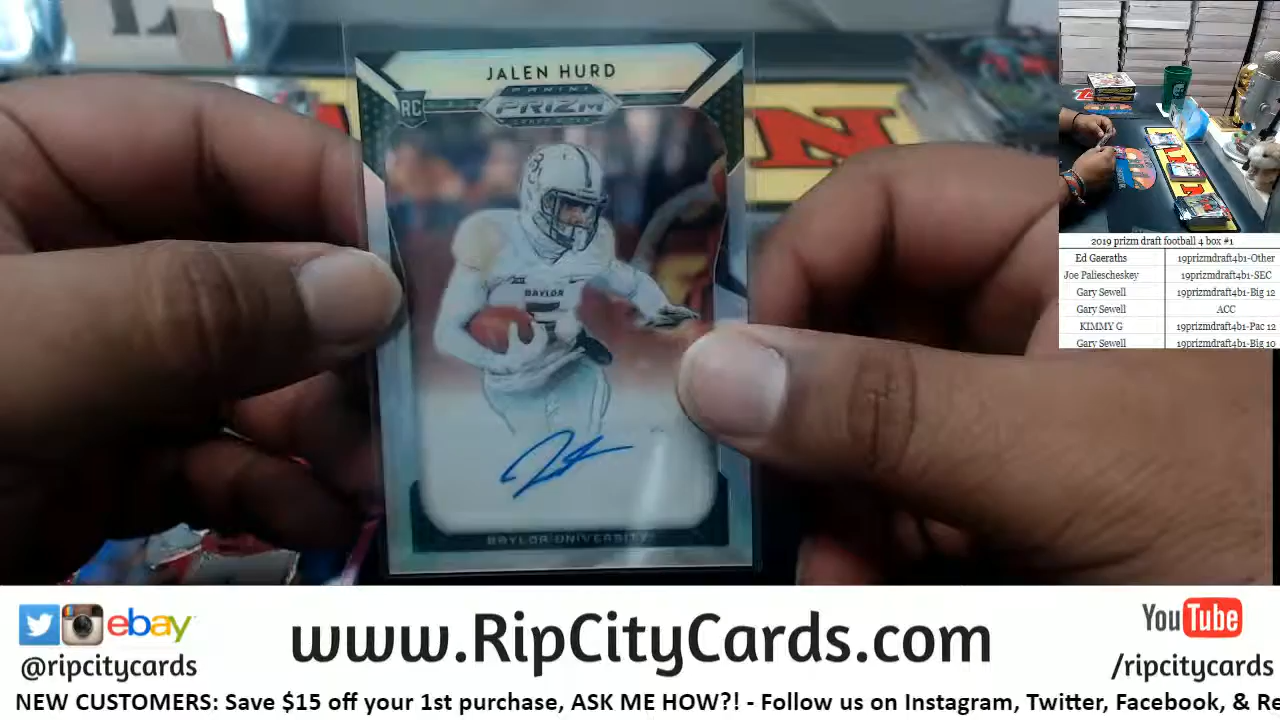 JALEN HURD
RC
PANINI
PRIZM
BAYLOR
5
BAYLOR UNIVERSITY
2019 prizm draft football 4 box #1
Ed Gaeraths 19prizmdraft4b1-Other
Joe Paliescheskey 19prizmdraft4b1-SEC
Gary Sewell 19prizmdraft4b1-Big 12
Gary Sewell ACC
KIMMY G 19prizmdraft4b1-Pac 12
Gary Sewell 19prizmdraft4b1-Big 10
ebay
@ripcitycards
www.RipCityCards.com
YouTube
/ripcitycards
NEW CUSTOMERS: Save $15 off your 1st purchase, ASK ME HOW?! - Follow us on Instagram, Twitter, Facebook, & Re